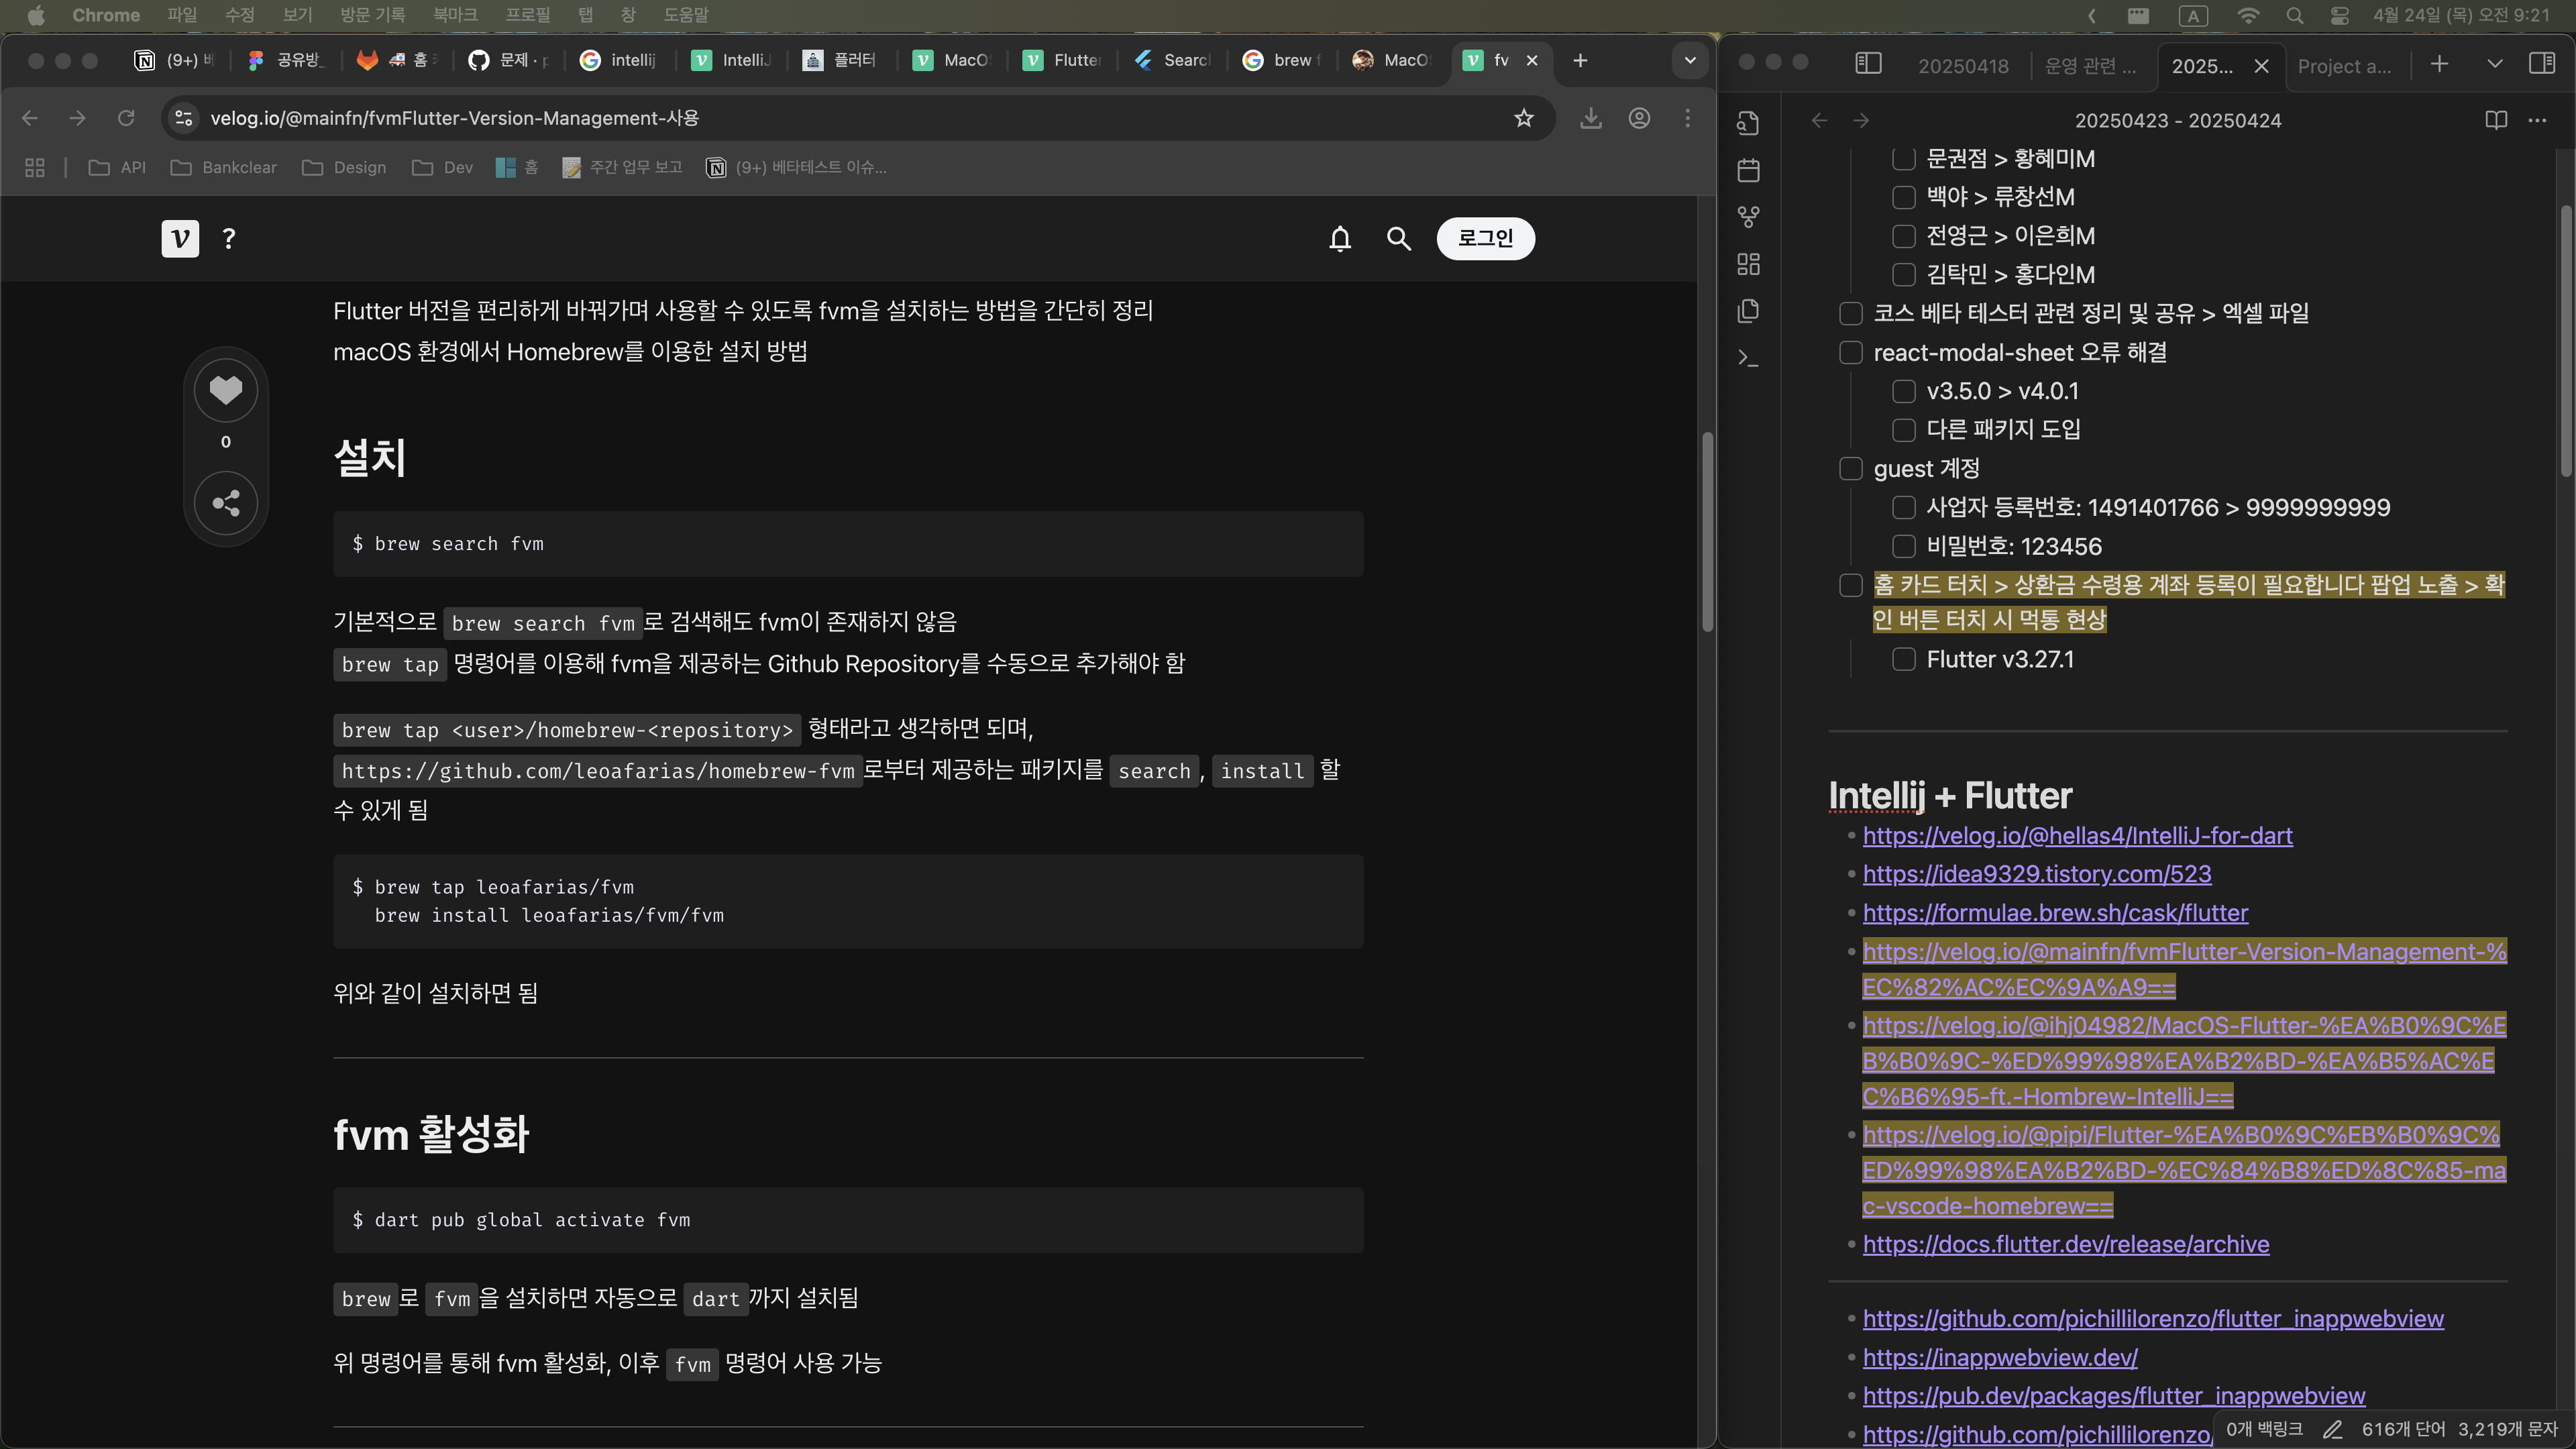 Chrome 파일 수정 보기 방문 기록 북마크 프로필 탭 창 도움말
A 4월 24일 (목) 오전 9:21
(9+) 공유방 홈 문제 · intellij IntelliJ 플러터 MacO Flutter Searc brew f MacO fv
velog.io/@mainfn/fvmFlutter-Version-Management-사용
API Bankclear Design Dev 홈 주간 업무 보고 (9+) 베타테스트 이슈...
v ? 로그인
Flutter 버전을 편리하게 바꿔가며 사용할 수 있도록 fvm을 설치하는 방법을 간단히 정리
macOS 환경에서 Homebrew를 이용한 설치 방법
0
설치
$ brew search fvm
기본적으로 brew search fvm로 검색해도 fvm이 존재하지 않음
brew tap 명령어를 이용해 fvm을 제공하는 Github Repository를 수동으로 추가해야 함
brew tap <user>/homebrew-<repository> 형태라고 생각하면 되며,
https://github.com/leoafarias/homebrew-fvm로부터 제공하는 패키지를 search, install 할
수 있게 됨
$ brew tap leoafarias/fvm
brew install leoafarias/fvm/fvm
위와 같이 설치하면 됨
fvm 활성화
$ dart pub global activate fvm
brew로 fvm을 설치하면 자동으로 dart까지 설치됨
위 명령어를 통해 fvm 활성화, 이후 fvm 명령어 사용 가능
20250418 운영 관련 ... 2025... Project a...
20250423 - 20250424
문권점 > 황혜미M
백야 > 류창선M
전영근 > 이은희M
김탁민 > 홍다인M
코스 베타 테스터 관련 정리 및 공유 > 엑셀 파일
react-modal-sheet 오류 해결
v3.5.0 > v4.0.1
다른 패키지 도입
guest 계정
사업자 등록번호: 1491401766 > 9999999999
비밀번호: 123456
홈 카드 터치 > 상환금 수령용 계좌 등록이 필요합니다 팝업 노출 > 확
인 버튼 터치 시 먹통 현상
Flutter v3.27.1
Intellij + Flutter
https://velog.io/@hellas4/IntelliJ-for-dart
https://idea9329.tistory.com/523
https://formulae.brew.sh/cask/flutter
https://velog.io/@mainfn/fvmFlutter-Version-Management-%
EC%82%AC%EC%9A%A9==
https://velog.io/@ihj04982/MacOS-Flutter-%EA%B0%9C%E
B%B0%9C-%ED%99%98%EA%B2%BD-%EA%B5%AC%E
C%B6%95-ft.-Hombrew-IntelliJ==
https://velog.io/@pipi/Flutter-%EA%B0%9C%EB%B0%9C%
ED%99%98%EA%B2%BD-%EC%84%B8%ED%8C%85-ma
c-vscode-homebrew==
https://docs.flutter.dev/release/archive
https://github.com/pichillilorenzo/flutter_inappwebview
https://inappwebview.dev/
https://pub.dev/packages/flutter_inappwebview
https://github.com/pichillilorenzo/
0개 백링크 616개 단어 3,219개 문자